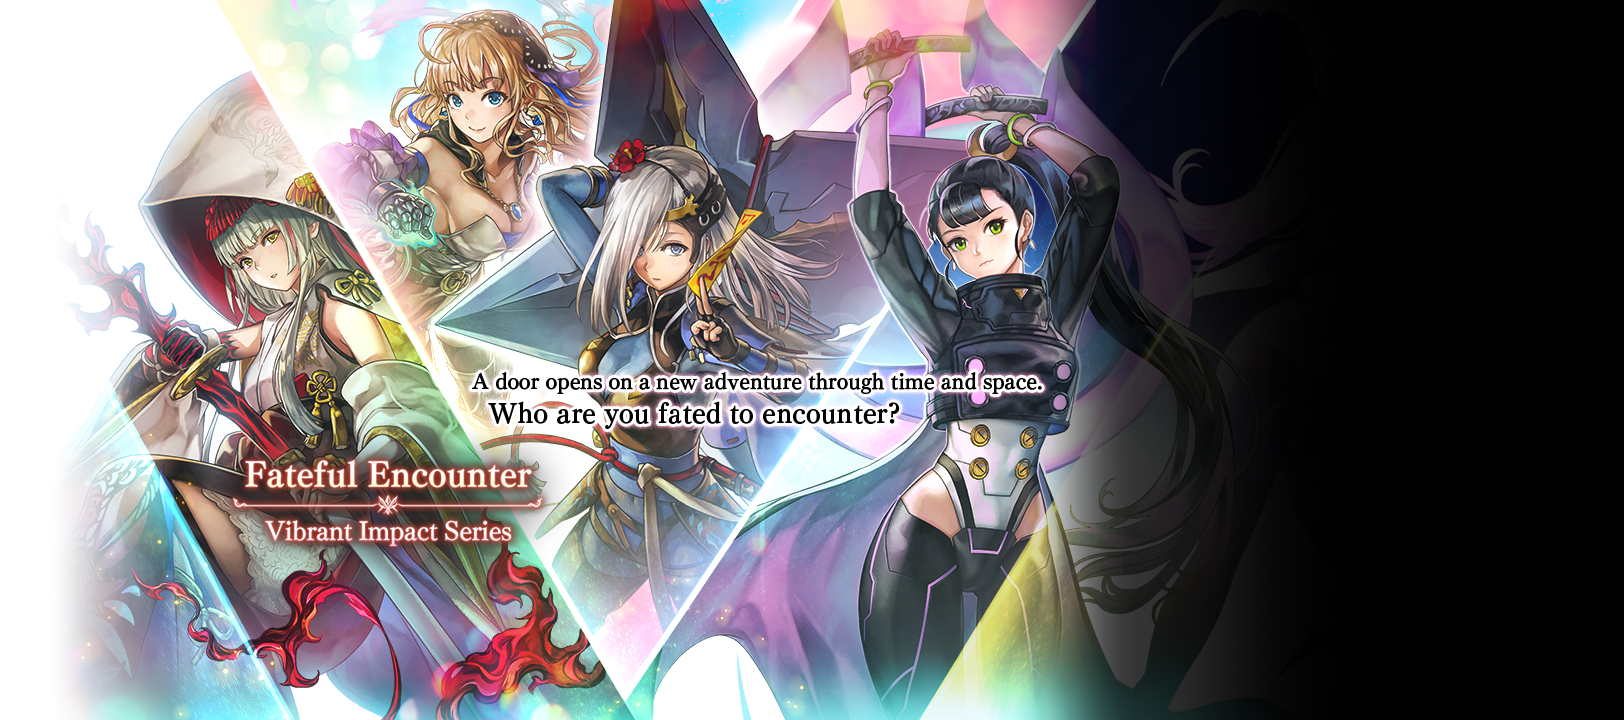 A door opens on a new adventure through time and space.
Who are you fated to encounter?
Fateful Encounter
Vibrant Impact Series